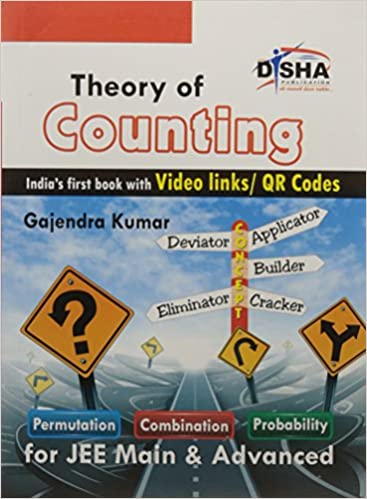 DISHA
PUBLICATION
Theory of
Counting
India's first book with Video links/ QR Codes
Gajendra Kumar
Deviator
Applicator
CONCEPT
Builder
Eliminator
Cracker
?
Permutation
Combination
Probability
for JEE Main & Advanced